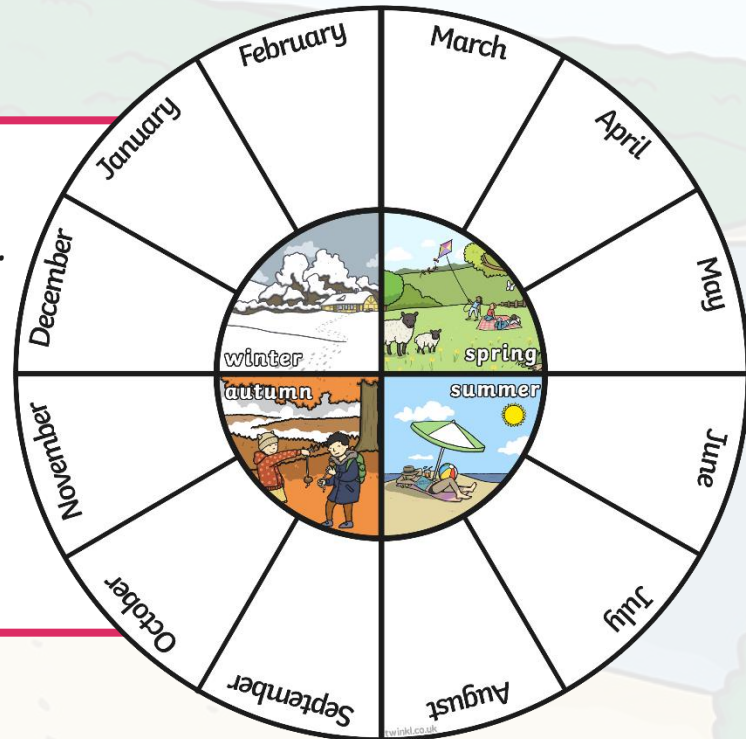 January
February
March
April
May
June
July
August
September
October
November
December
winter
spring
autumn
summer
twinkl.co.uk